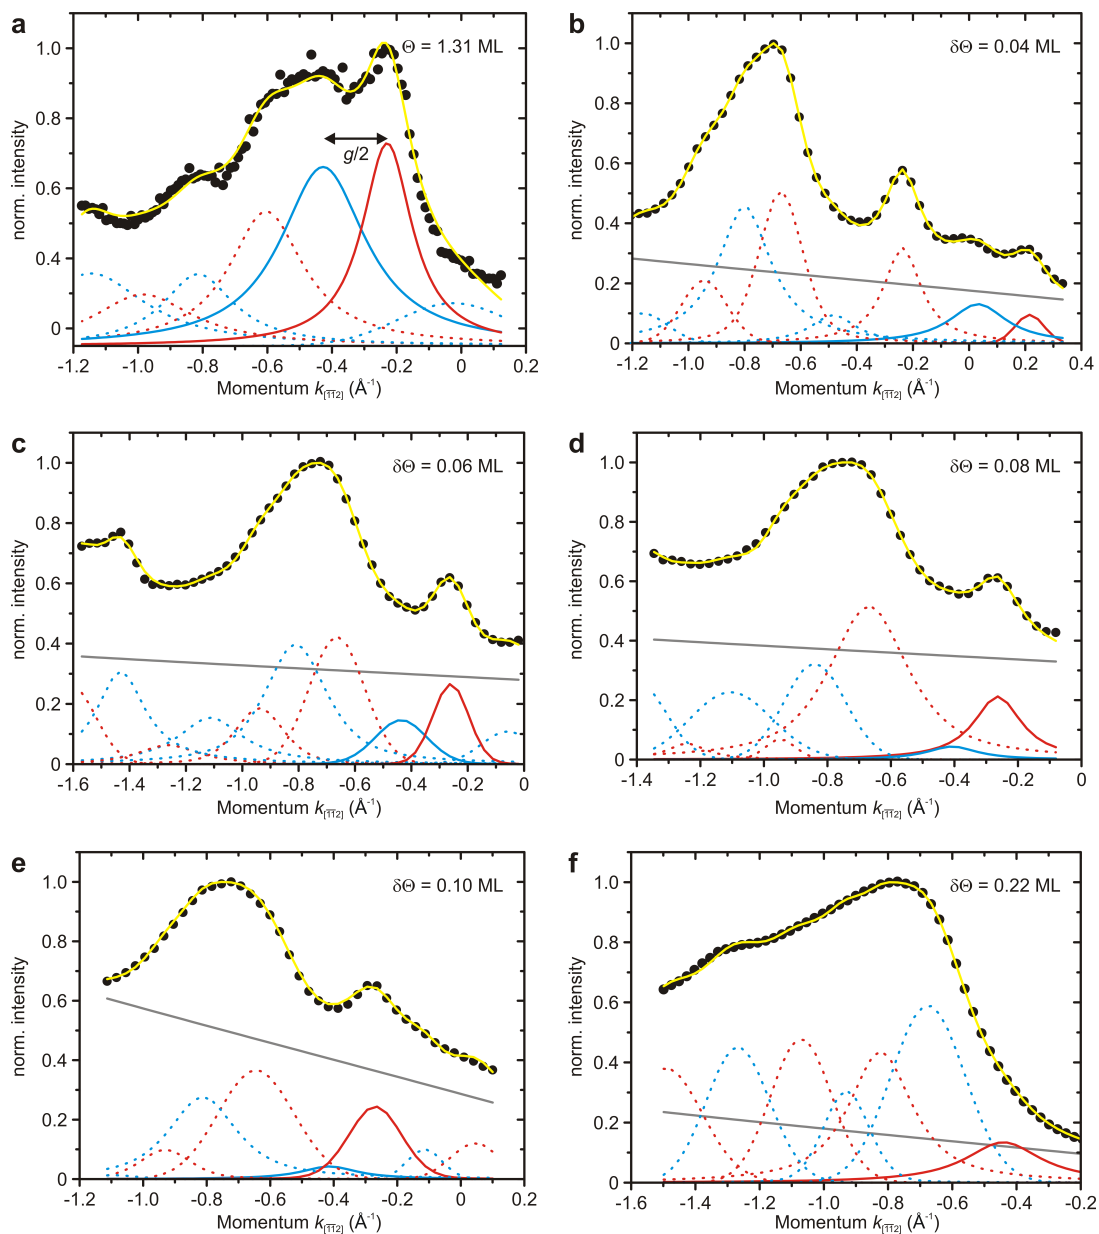 a
Θ = 1.31 ML
g/2
norm. intensity
1.0
0.8
0.6
0.4
0.2
0
-1.2 -1.0 -0.8 -0.6 -0.4 -0.2 0 0.2
Momentum k[1̅1̅2] (Å-1)
b
δΘ = 0.04 ML
norm. intensity
1.0
0.8
0.6
0.4
0.2
0
-1.2 -1.0 -0.8 -0.6 -0.4 -0.2 0 0.2 0.4
Momentum k[1̅1̅2] (Å-1)
c
δΘ = 0.06 ML
norm. intensity
1.0
0.8
0.6
0.4
0.2
0
-1.6 -1.4 -1.2 -1.0 -0.8 -0.6 -0.4 -0.2 0
Momentum k[1̅1̅2] (Å-1)
d
δΘ = 0.08 ML
norm. intensity
1.0
0.8
0.6
0.4
0.2
0
-1.4 -1.2 -1.0 -0.8 -0.6 -0.4 -0.2 0
Momentum k[1̅1̅2] (Å-1)
e
δΘ = 0.10 ML
norm. intensity
1.0
0.8
0.6
0.4
0.2
0
-1.2 -1.0 -0.8 -0.6 -0.4 -0.2 0 0.2
Momentum k[1̅1̅2] (Å-1)
f
δΘ = 0.22 ML
norm. intensity
1.0
0.8
0.6
0.4
0.2
0
-1.6 -1.4 -1.2 -1.0 -0.8 -0.6 -0.4 -0.2
Momentum k[1̅1̅2] (Å-1)